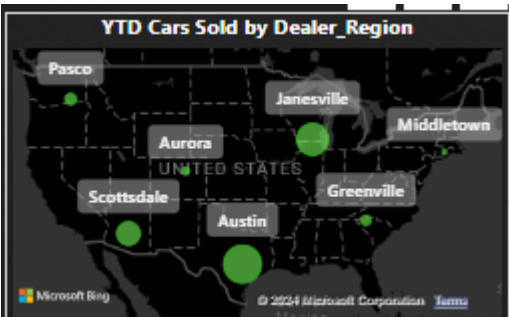 YTD Cars Sold by Dealer_Region
Pasco
Janesville
Middletown
Aurora
UNITED STATES
Scottsdale
Greenville
Austin
Microsoft Bing
© 2024 Microsoft Corporation Terms
Mexico